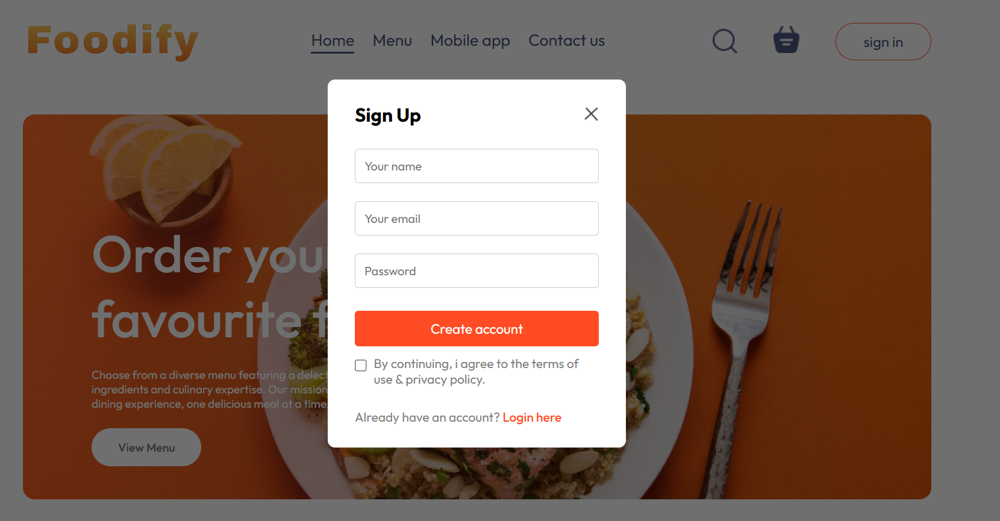 Foodify
Home Menu Mobile app Contact us
sign in
Sign Up
Your name
Your email
Password
Create account
By continuing, i agree to the terms of
use & privacy policy.
Already have an account? Login here
Order you
favourite f
Choose from a diverse menu featuring a delect
ingredients and culinary expertise. Our mission
dining experience, one delicious meal at a time.
View Menu